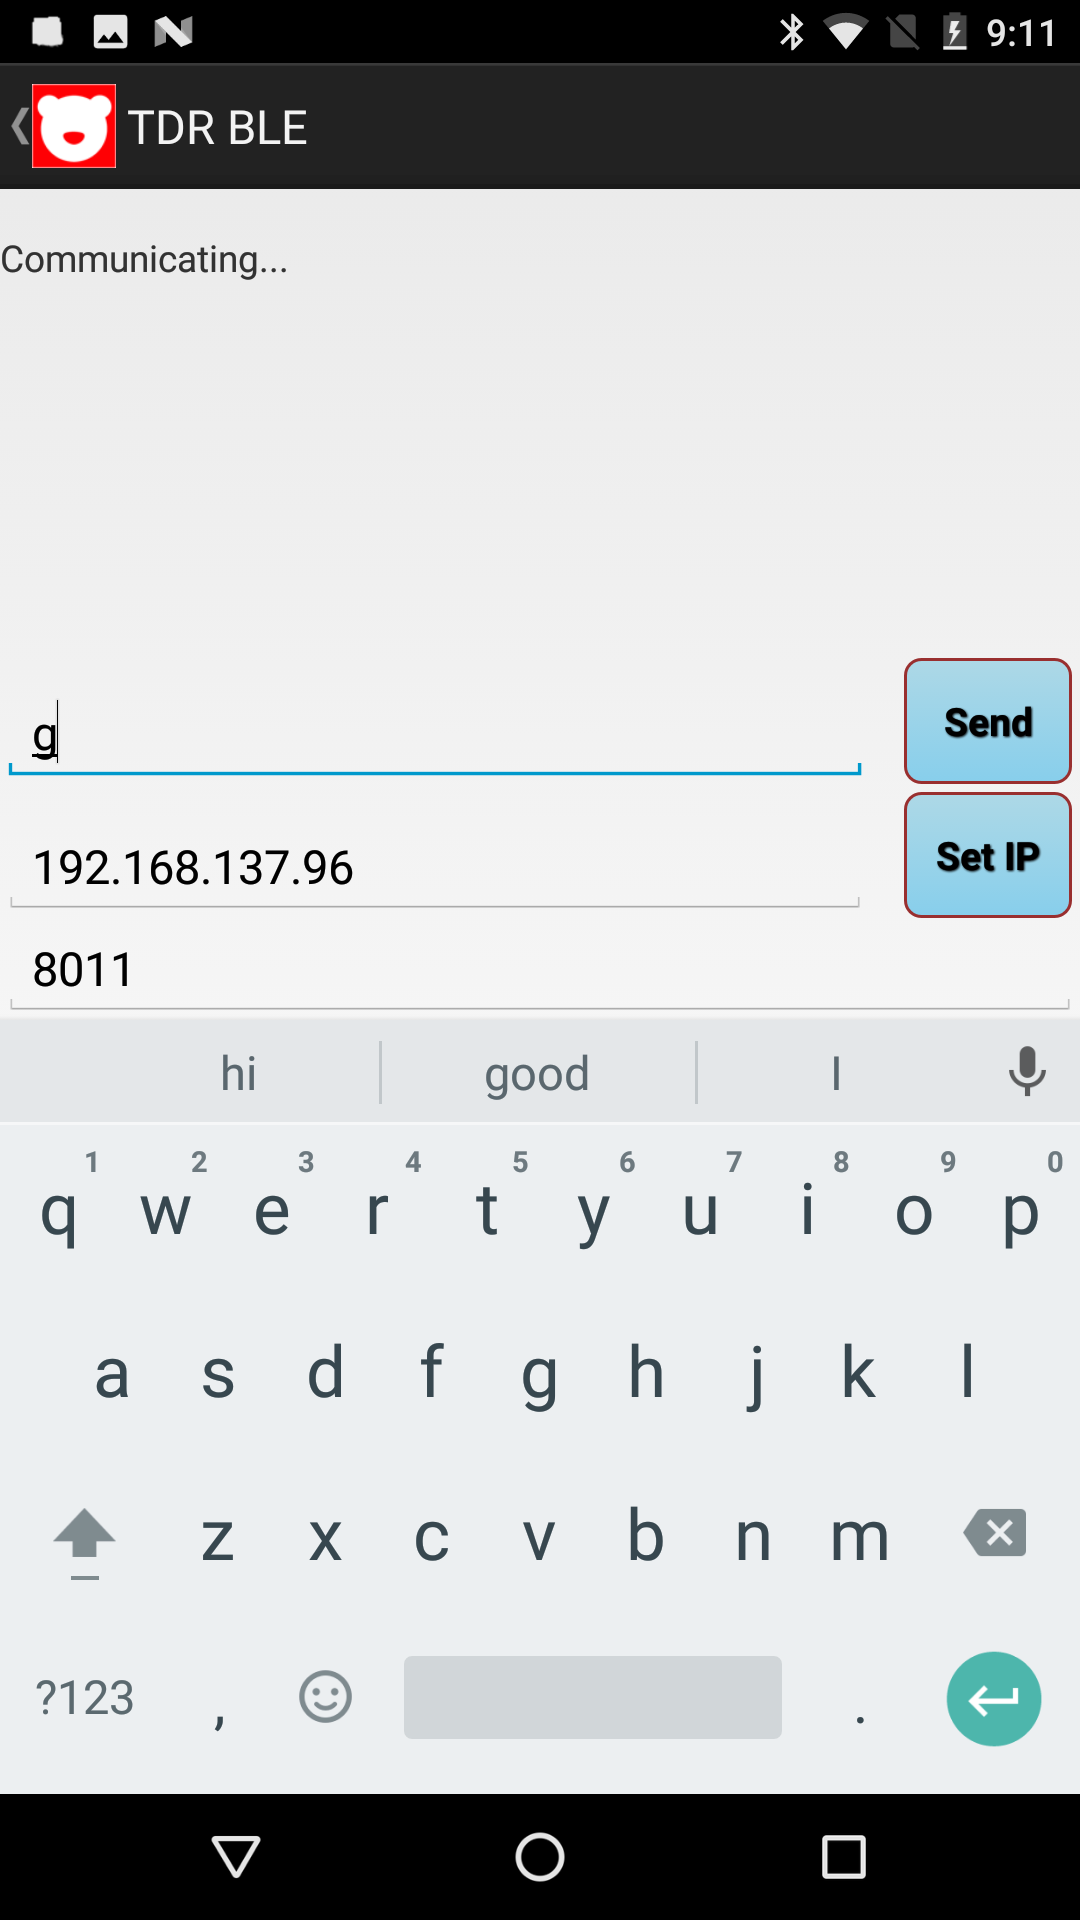 9:11
TDR BLE
Communicating...
g
Send
192.168.137.96
Set IP
8011
hi good I
1 2 3 4 5 6 7 8 9 0
q w e r t y u i o p
a s d f g h j k l
z x c v b n m
?123 , .